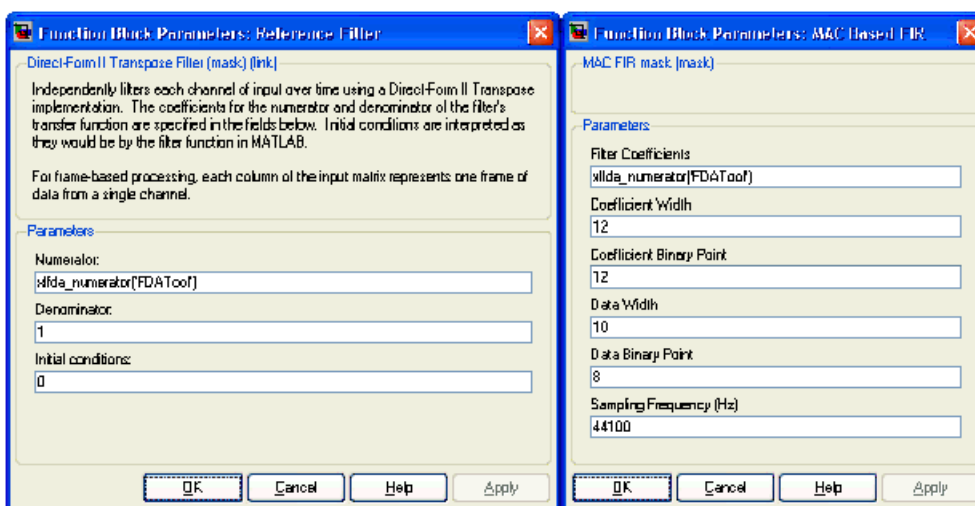 Function Block Parameters: Reference Filter
Direct-Form II Transpose Filter (mask) (link)
Independently filters each channel of input over time using a Direct-Form II Transpose
implementation. The coefficients for the numerator and denominator of the filter's
transfer function are specified in the fields below. Initial conditions are interpreted as
they would be by the filter function in MATLAB.
For frame-based processing, each column of the input matrix represents one frame of
data from a single channel.
Parameters
Numerator:
xlfda_numerator('FDATool')
Denominator:
1
Initial conditions:
0
OK Cancel Help Apply
Function Block Parameters: MAC Based FIR
MAC FIR mask (mask)
Parameters
Filter Coefficients
xlfda_numerator('FDATool')
Coefficient Width
12
Coefficient Binary Point
12
Data Width
10
Data Binary Point
8
Sampling Frequency (Hz)
44100
OK Cancel Help Apply